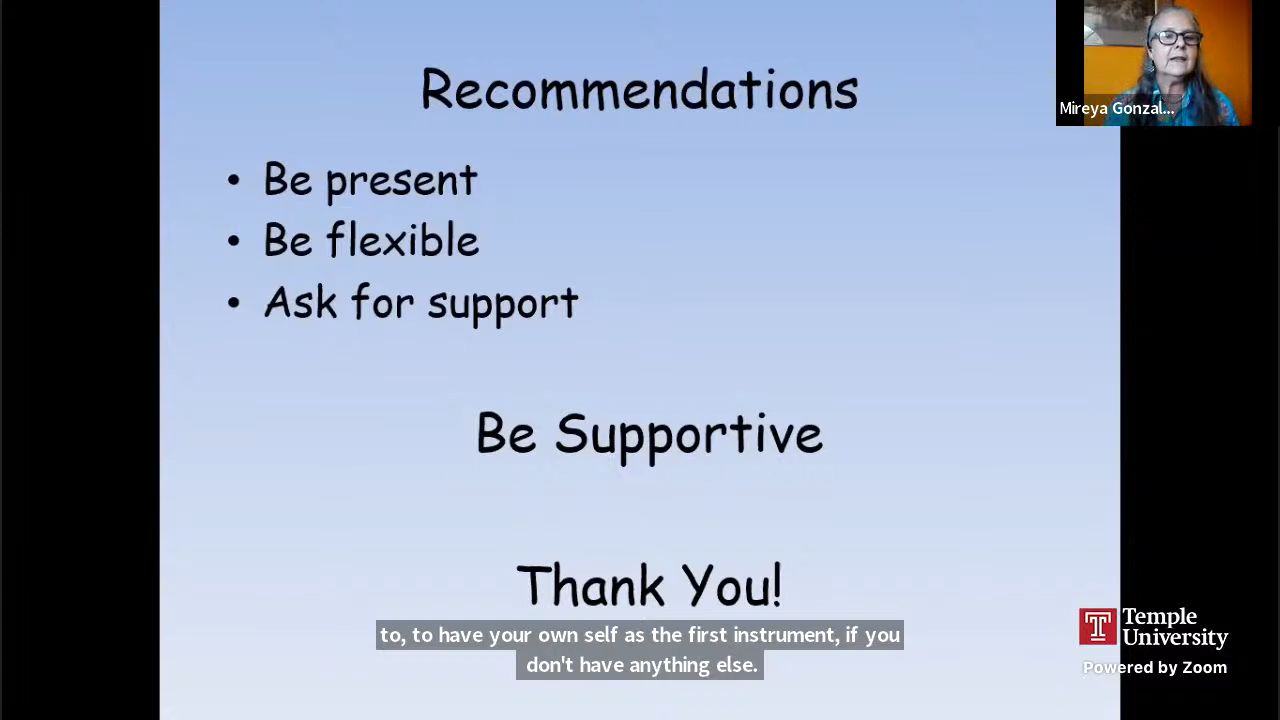 Recommendations
Mireya Gonzal...
• Be present
• Be flexible
• Ask for support
Be Supportive
Thank You!
to, to have your own self as the first instrument, if you
don't have anything else.
T Temple
University
Powered by Zoom